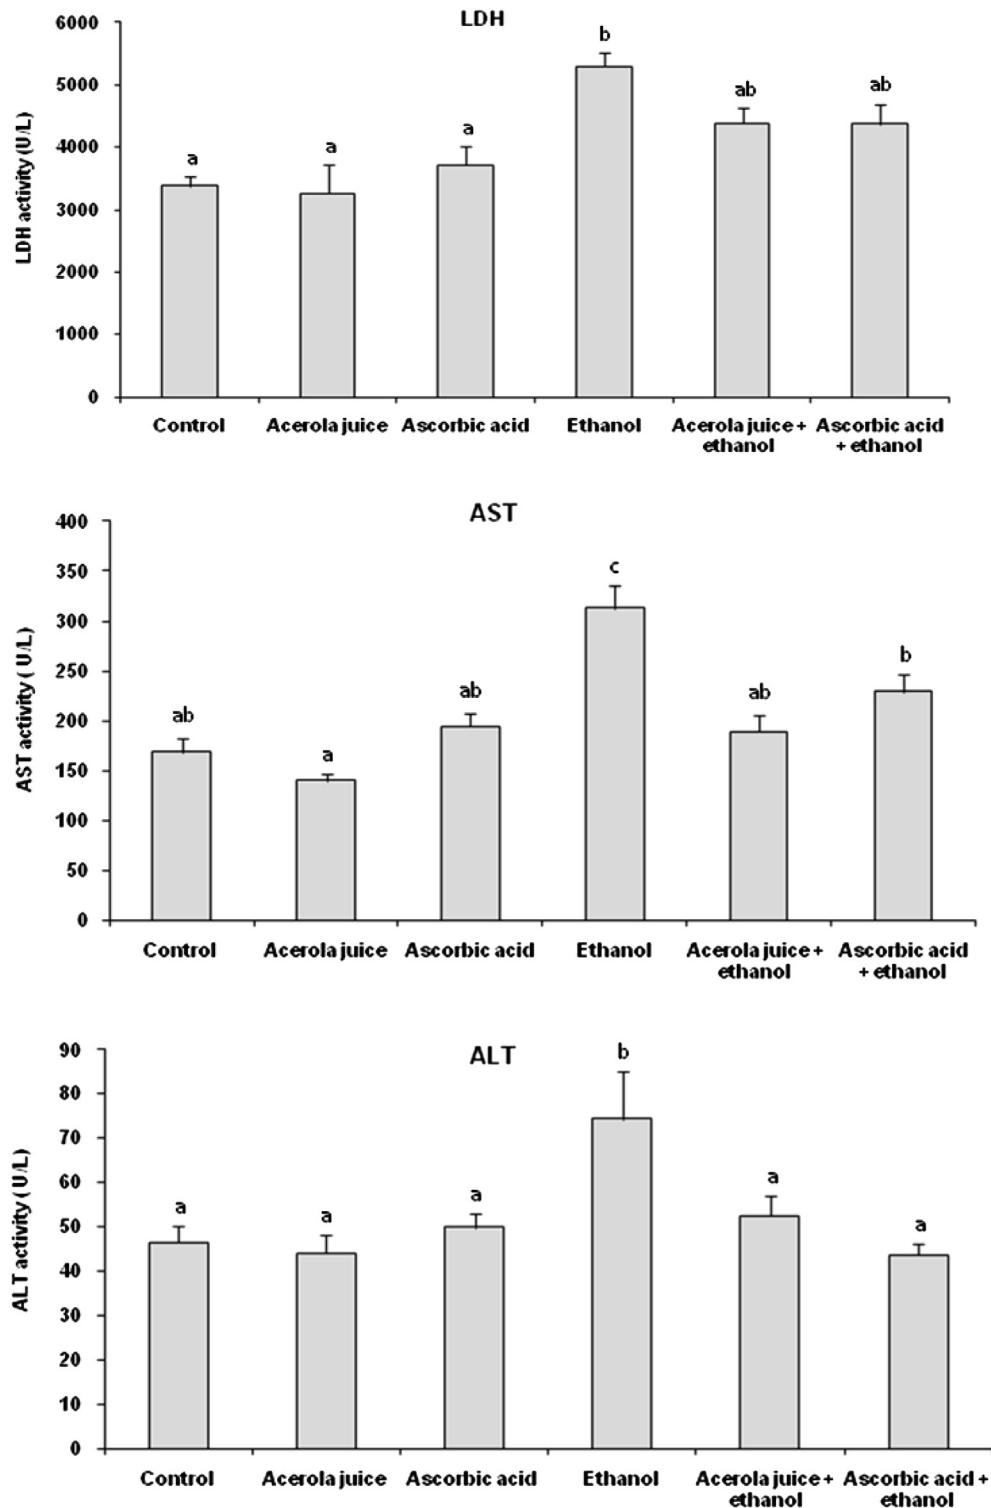 LDH
LDH activity (U/L)
6000
5000
4000
3000
2000
1000
0
a
a
a
b
ab
ab
Control
Acerola juice
Ascorbic acid
Ethanol
Acerola juice +
ethanol
Ascorbic acid
+ ethanol
AST
AST activity ( U/L)
400
350
300
250
200
150
100
50
0
ab
a
ab
c
ab
b
Control
Acerola juice
Ascorbic acid
Ethanol
Acerola juice +
ethanol
Ascorbic acid
+ ethanol
ALT
ALT activity ( U/L)
90
80
70
60
50
40
30
20
10
0
a
a
a
b
a
a
Control
Acerola juice
Ascorbic acid
Ethanol
Acerola juice +
ethanol
Ascorbic acid +
ethanol